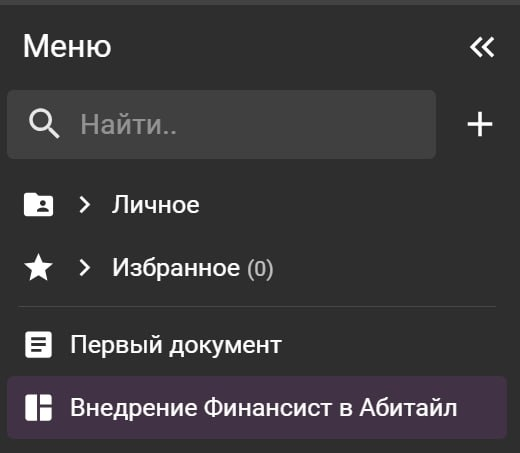 Меню
Найти..
Личное
Избранное (0)
Первый документ
Внедрение Финансист в Абитайл